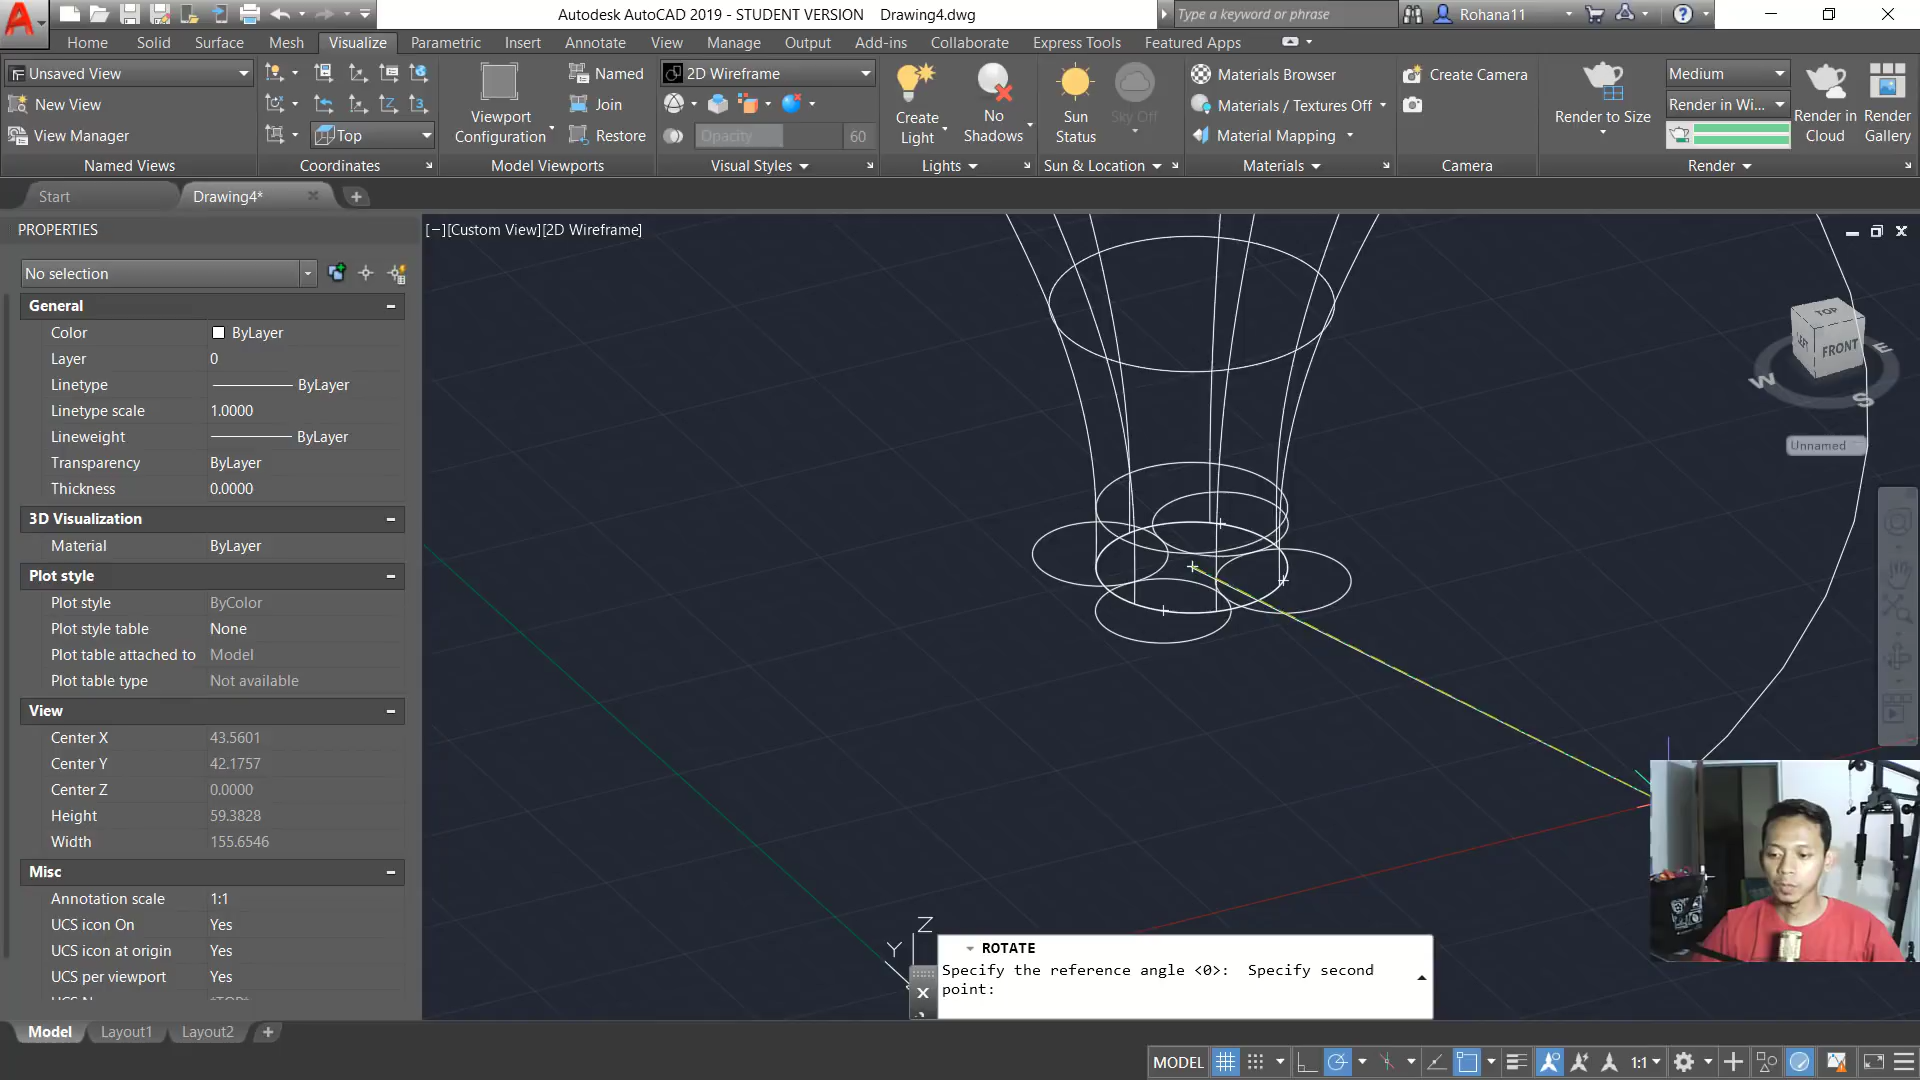 Autodesk AutoCAD 2019 - STUDENT VERSION Drawing4.dwg
Type a keyword or phrase
Rohana11
Home Solid Surface Mesh Visualize Parametric Insert Annotate View Manage Output Add-ins Collaborate Express Tools Featured Apps
Unsaved View
New View
View Manager
Named Views
Top
Coordinates
Viewport
Configuration
Named
Join
Restore
Model Viewports
2D Wireframe
Opacity 60
Visual Styles
Create
Light
No
Shadows
Lights
Sun
Status
Sky Off
Sun & Location
Materials Browser
Materials / Textures Off
Material Mapping
Materials
Create Camera
Camera
Render to Size
Medium
Render in Wi...
Render in
Cloud
Render
Gallery
Render
Start Drawing4*
PROPERTIES
No selection
General
Color ByLayer
Layer 0
Linetype ByLayer
Linetype scale 1.0000
Lineweight ByLayer
Transparency ByLayer
Thickness 0.0000
3D Visualization
Material ByLayer
Plot style
Plot style ByColor
Plot style table None
Plot table attached to Model
Plot table type Not available
View
Center X 43.5601
Center Y 42.1757
Center Z 0.0000
Height 59.3828
Width 155.6546
Misc
Annotation scale 1:1
UCS icon On Yes
UCS icon at origin Yes
UCS per viewport Yes
[−][Custom View][2D Wireframe]
TOP
LEFT
FRONT
W
S
E
Unnamed
Z
Y
ROTATE
Specify the reference angle <0>: Specify second
point:
Model Layout1 Layout2
MODEL 1:1